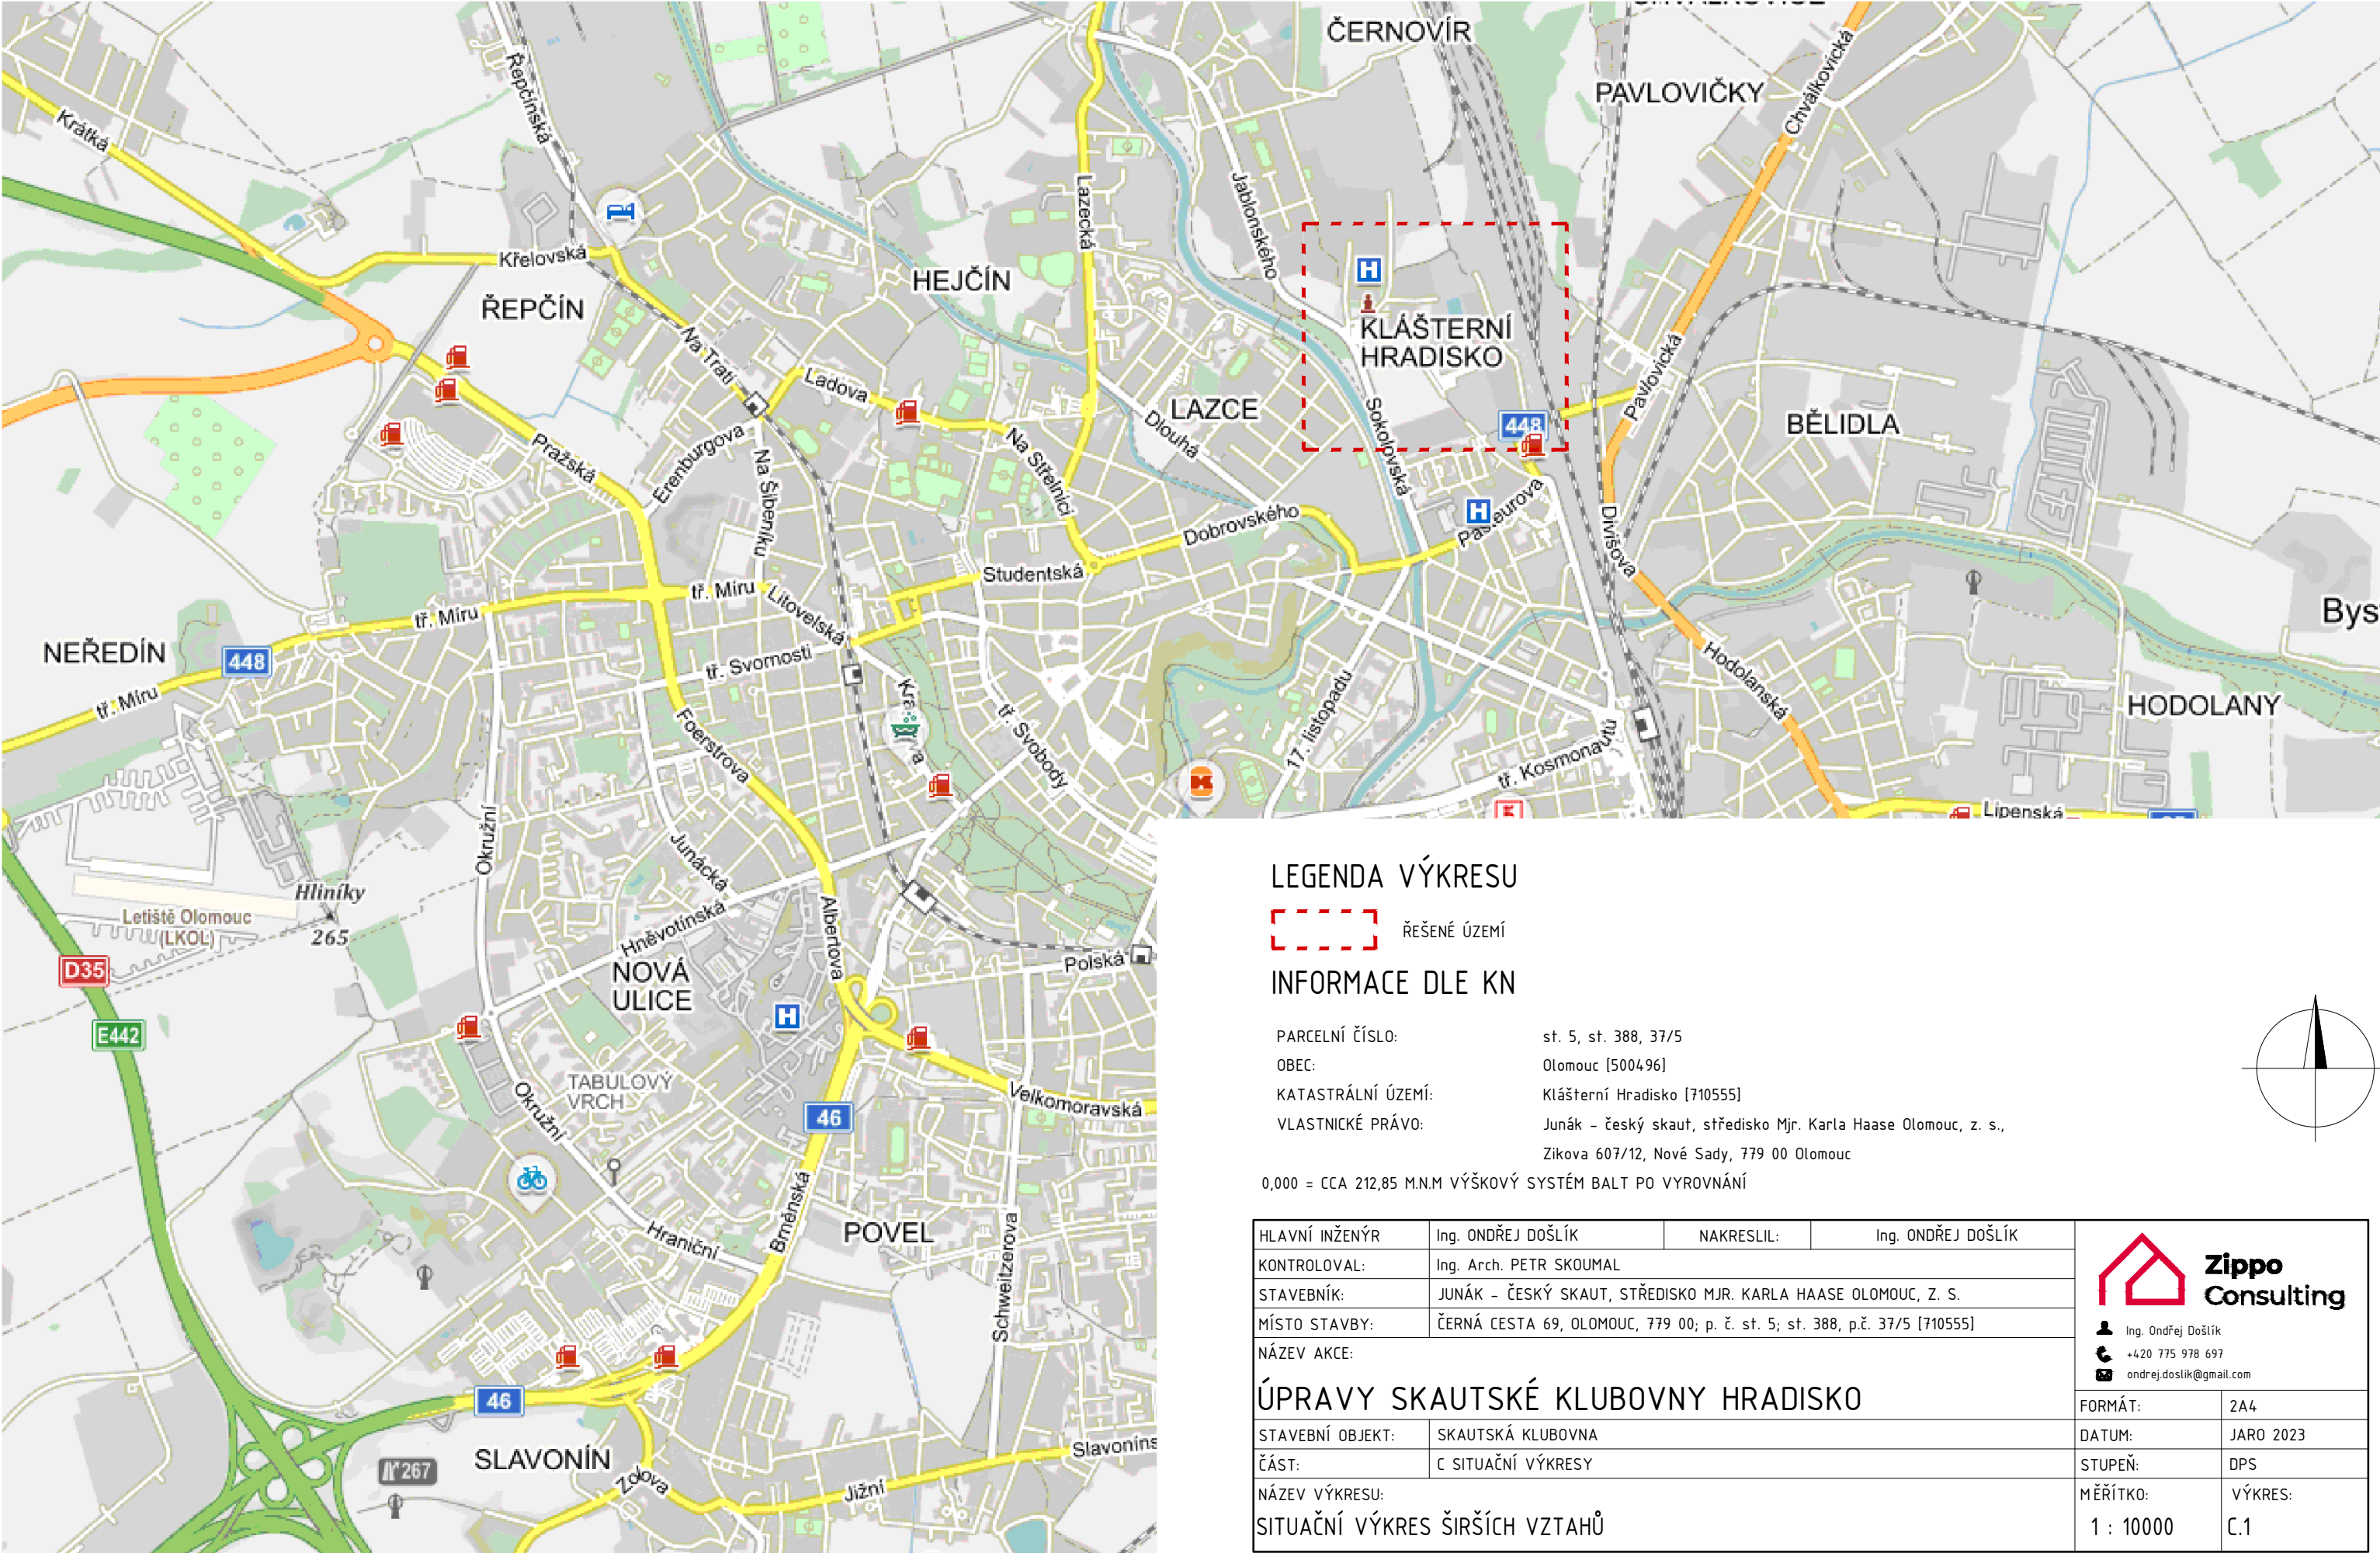 ČERNOVÍR
PAVLOVIČKY
Chválkovická
Řepčínská
Krátká
Lazecká
Jablonského
Křelovská
ŘEPČÍN
HEJČÍN
KLÁŠTERNÍ
HRADISKO
Na Trati
Ladova
LAZCE
Dlouhá
Sokolovská
448
Pavlovická
BĚLIDLA
Pražská
Erenburgova
Na Šibeníku
Na Střelnici
Dobrovského
Pasteurova
Divišova
Studentská
tř. Míru
Litovelská
tř. Míru
NEŘEDÍN
448
tř. Míru
tř. Svornosti
Bys
Hodolanská
HODOLANY
Foerstrova
tř. Svobody
17. listopadu
tř. Kosmonautů
Lipenská
Okružní
Junácká
Hliníky
265
Letiště Olomouc
(LKOL)
Hněvotínská
Albertova
NOVÁ
ULICE
Polská
D35
E442
TABULOVÝ
VRCH
Okružní
Velkomoravská
46
Brněnská
Hraniční
POVEL
Schweitzerova
46
SLAVONÍN
267
Zolova
Jižní
Slavoníns
LEGENDA VÝKRESU
ŘEŠENÉ ÚZEMÍ
INFORMACE DLE KN
PARCELNÍ ČÍSLO: st. 5, st. 388, 37/5
OBEC: Olomouc [500496]
KATASTRÁLNÍ ÚZEMÍ: Klášterní Hradisko [710555]
VLASTNICKÉ PRÁVO: Junák - český skaut, středisko Mjr. Karla Haase Olomouc, z. s.,
Zikova 607/12, Nové Sady, 779 00 Olomouc
0,000 = CCA 212,85 M.N.M VÝŠKOVÝ SYSTÉM BALT PO VYROVNÁNÍ
HLAVNÍ INŽENÝR Ing. ONDŘEJ DOŠLÍK NAKRESLIL: Ing. ONDŘEJ DOŠLÍK
KONTROLOVAL: Ing. Arch. PETR SKOUMAL
STAVEBNÍK: JUNÁK - ČESKÝ SKAUT, STŘEDISKO MJR. KARLA HAASE OLOMOUC, Z. S.
MÍSTO STAVBY: ČERNÁ CESTA 69, OLOMOUC, 779 00; p. č. st. 5; st. 388, p.č. 37/5 [710555]
NÁZEV AKCE:
ÚPRAVY SKAUTSKÉ KLUBOVNY HRADISKO
STAVEBNÍ OBJEKT: SKAUTSKÁ KLUBOVNA
ČÁST: C SITUAČNÍ VÝKRESY
NÁZEV VÝKRESU:
SITUAČNÍ VÝKRES ŠIRŠÍCH VZTAHŮ
Zippo
Consulting
Ing. Ondřej Došlík
+420 775 978 697
ondrej.doslik@gmail.com
FORMÁT: 2A4
DATUM: JARO 2023
STUPEŇ: DPS
MĚŘÍTKO: VÝKRES:
1 : 10000 C.1